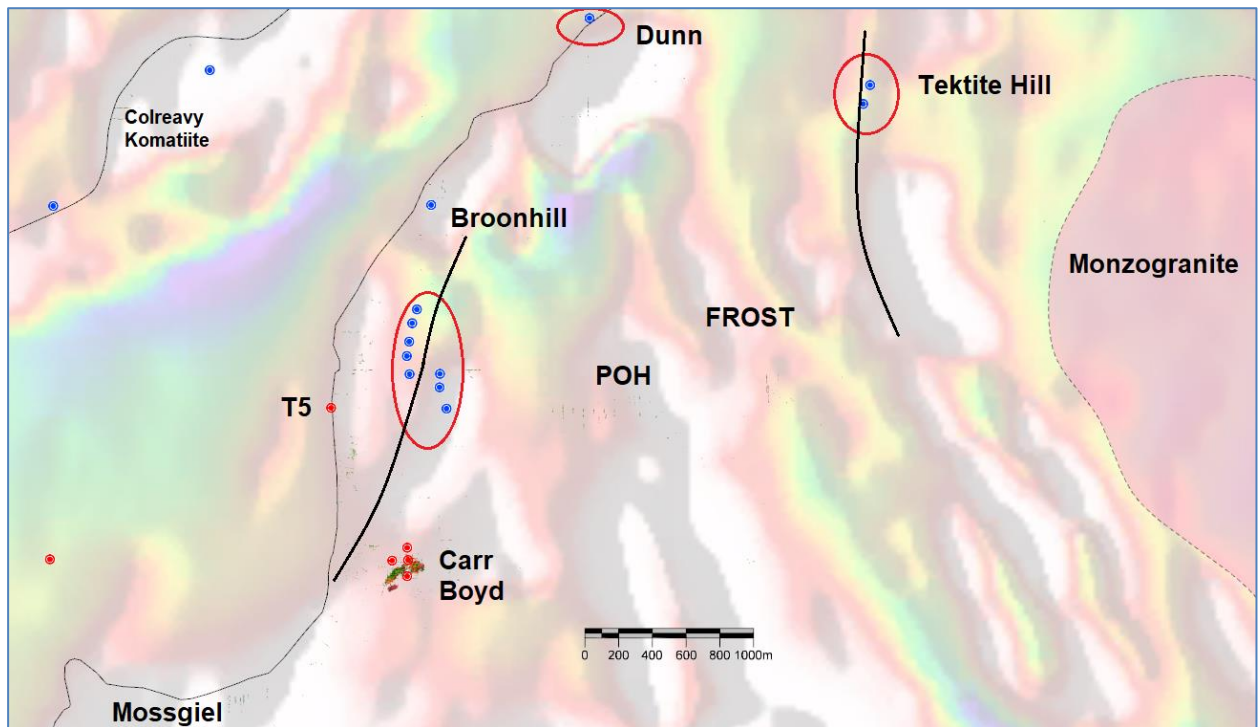 Dunn
Tektite Hill
Colreavy
Komatiite
Broonhill
Monzogranite
FROST
POH
T5
Carr
Boyd
0 200 400 600 800 1000m
Mossgiel